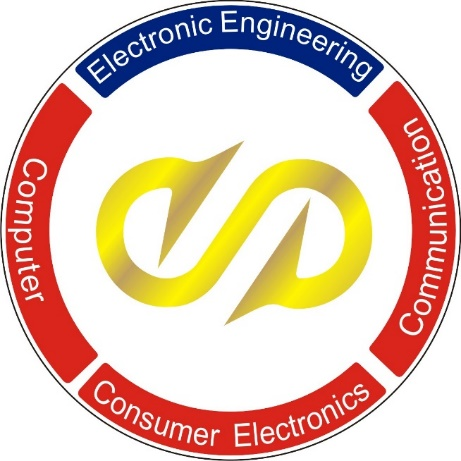 Electronic Engineering
Computer
Communication
Consumer Electronics